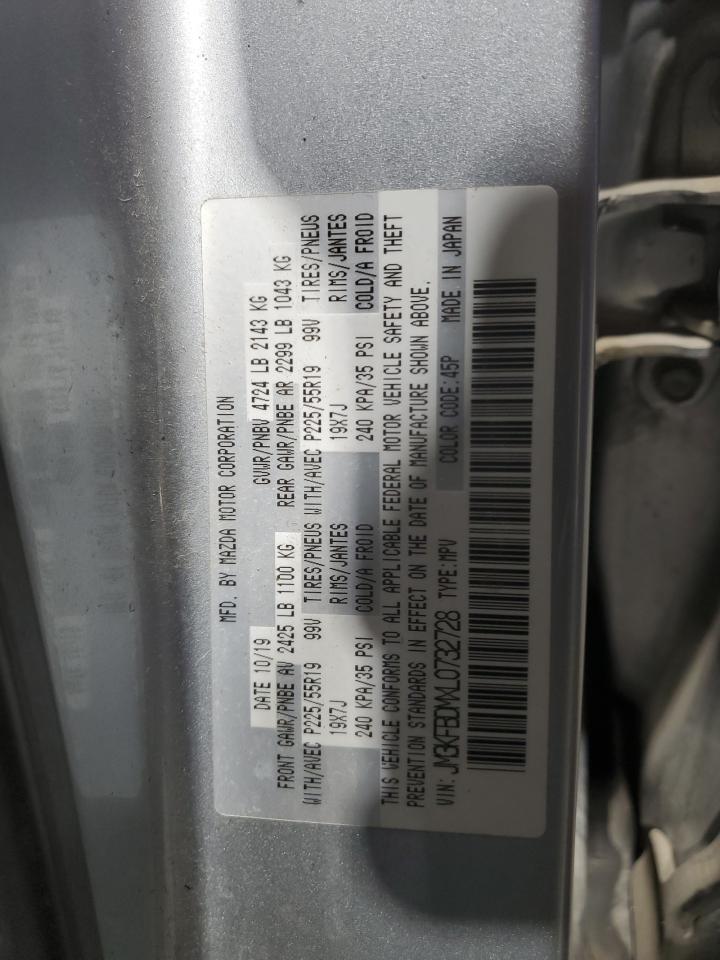 MFD. BY MAZDA MOTOR CORPORATION
DATE 10/19 GVWR/PNBV 4724 LB 2143 KG
FRONT GAWR/PNBE AV 2425 LB 1100 KG REAR GAWR/PNBE AR 2299 LB 1043 KG
WITH/AVEC P225/55R19 99V TIRES/PNEUS WITH/AVEC P225/55R19 99V TIRES/PNEUS
19X7J RIMS/JANTES 19X7J RIMS/JANTES
240 KPA/35 PSI COLD/A FROID 240 KPA/35 PSI COLD/A FROID
THIS VEHICLE CONFORMS TO ALL APPLICABLE FEDERAL MOTOR VEHICLE SAFETY AND THEFT
PREVENTION STANDARDS IN EFFECT ON THE DATE OF MANUFACTURE SHOWN ABOVE.
VIN: JM3KFBDMXL0732728 TYPE:MPV COLOR CODE:45P MADE IN JAPAN